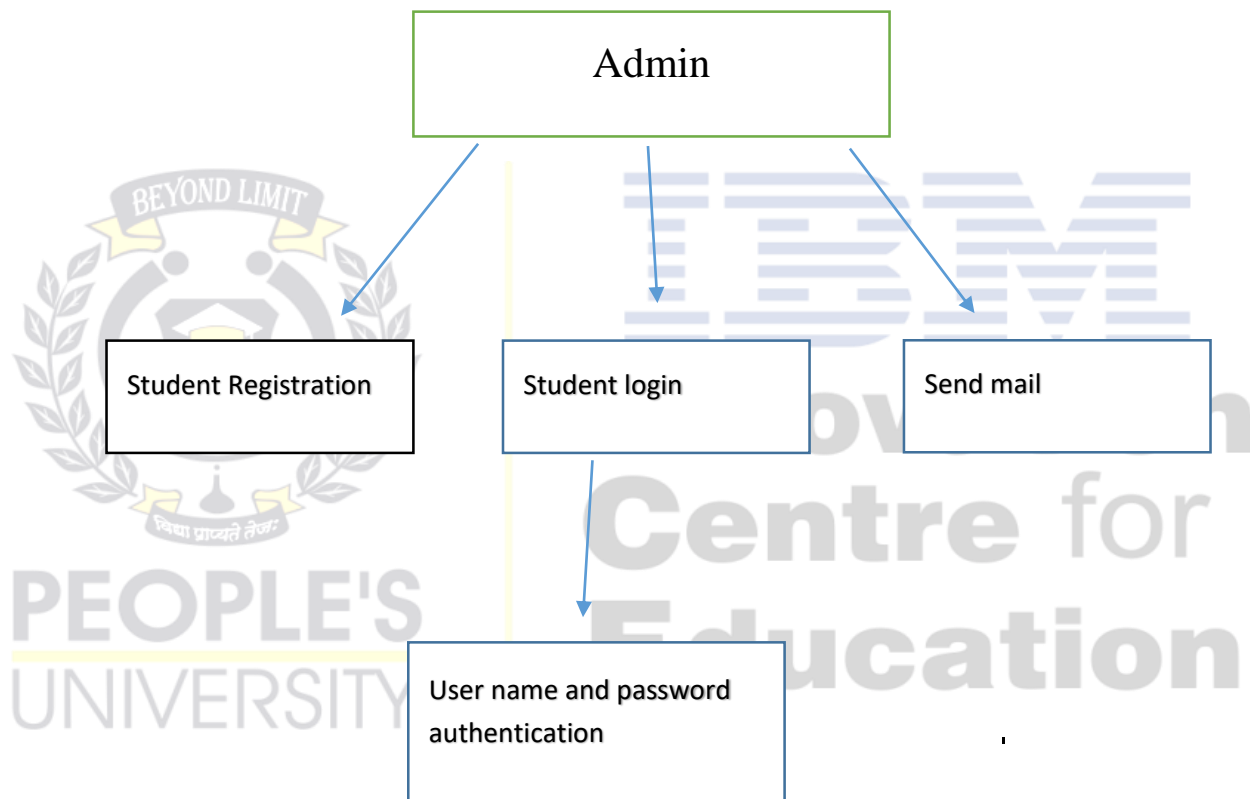 Admin
BEYOND LIMIT
IBM
Student Registration
Student login
Send mail
Centre for
विद्या प्राप्यते तेजः
PEOPLE'S
Education
UNIVERSITY
User name and password
authentication